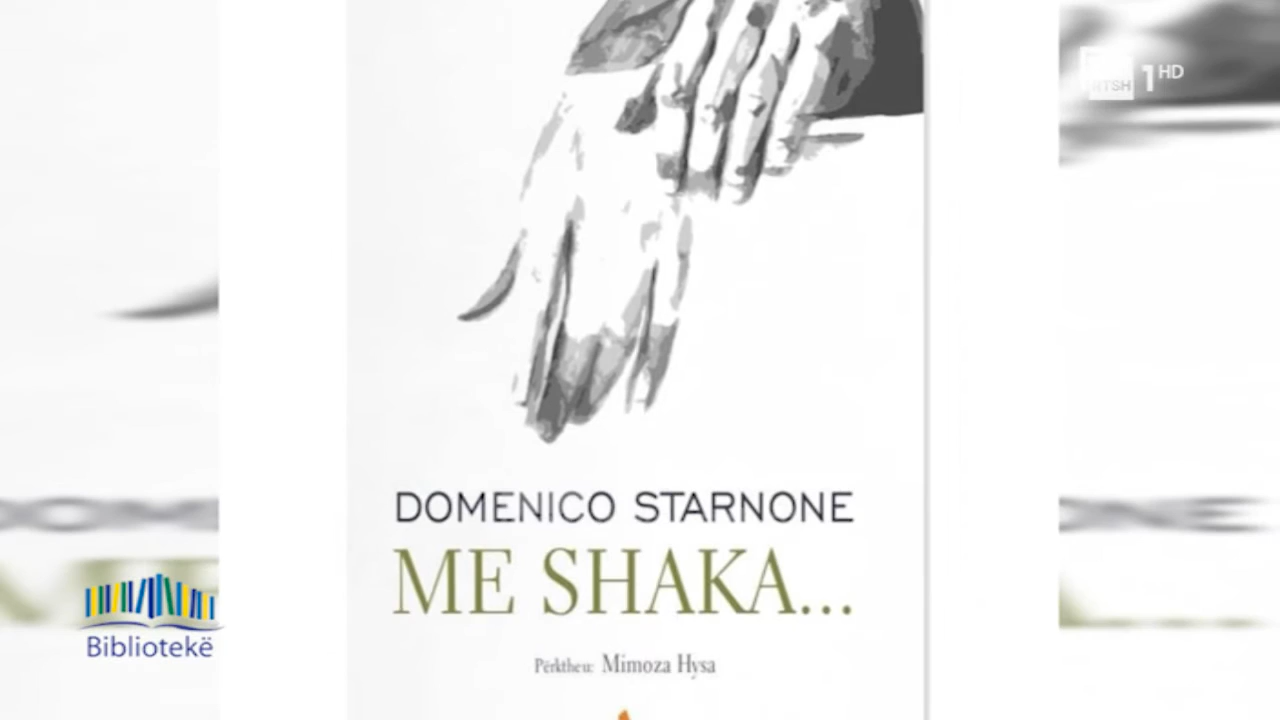 RTSH 1 HD
DOMENICO STARNONE
ME SHAKA...
Përktheu: Mimoza Hysa
Bibliotekë